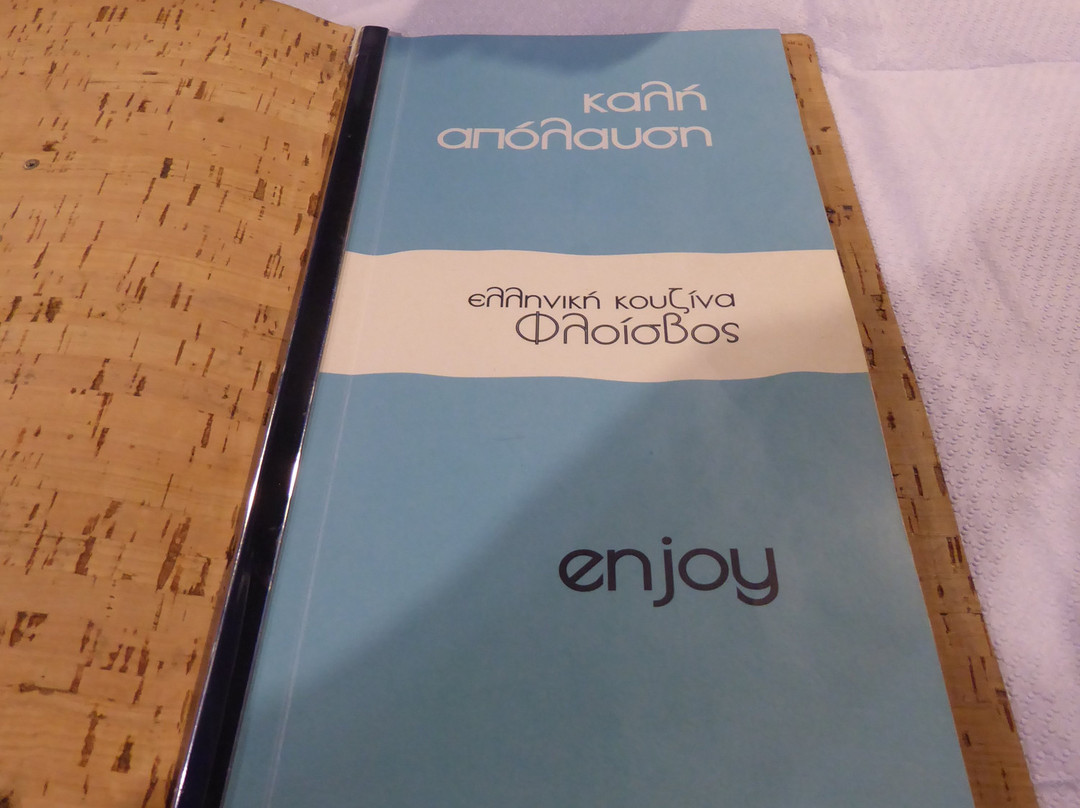 καλή
απόλαυση
ελληνική κουζίνα
Φλοίσβος
enjoy